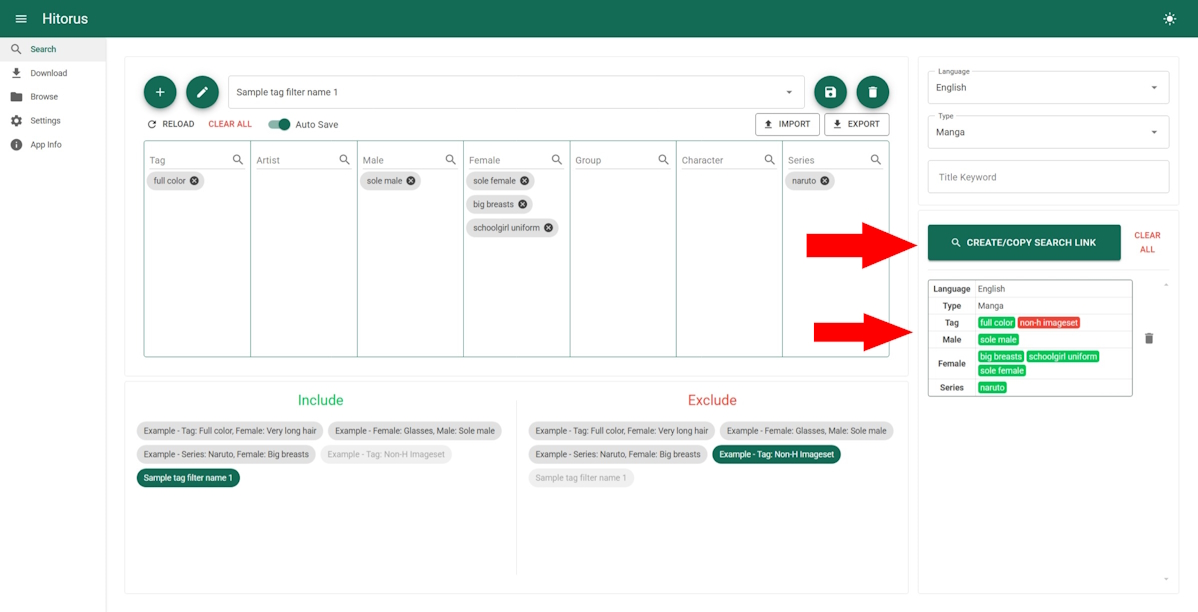 Hitorus
Search
Download
Browse
Settings
App Info
Sample tag filter name 1
RELOAD
CLEAR ALL
Auto Save
IMPORT
EXPORT
Tag
Artist
Male
Female
Group
Character
Series
full color
sole male
sole female
big breasts
schoolgirl uniform
naruto
Include
Example - Tag: Full color, Female: Very long hair
Example - Female: Glasses, Male: Sole male
Example - Series: Naruto, Female: Big breasts
Example - Tag: Non-H Imageset
Sample tag filter name 1
Exclude
Example - Tag: Full color, Female: Very long hair
Example - Female: Glasses, Male: Sole male
Example - Series: Naruto, Female: Big breasts
Example - Tag: Non-H Imageset
Sample tag filter name 1
Language
English
Type
Manga
Title Keyword
CREATE/COPY SEARCH LINK
CLEAR
ALL
Language English
Type Manga
Tag full color non-h imageset
Male sole male
Female big breasts schoolgirl uniform
sole female
Series naruto